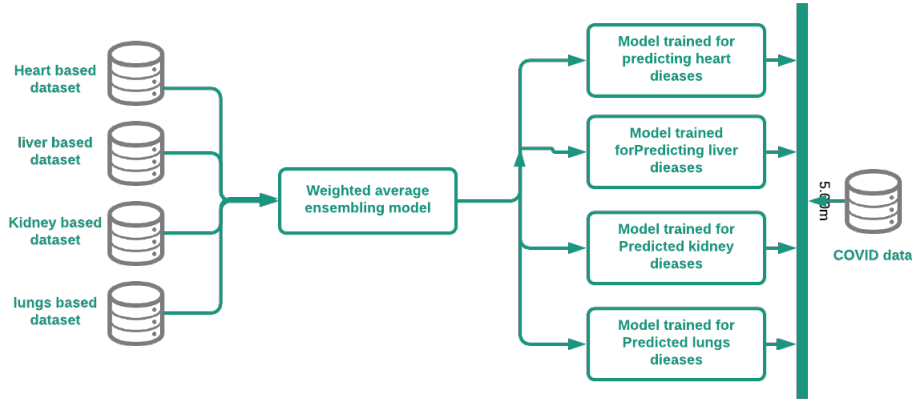 Heart based
dataset
liver based
dataset
Kidney based
dataset
lungs based
dataset
Weighted average
ensembling model
Model trained for
predicting heart
dieases
Model trained
forPredicting liver
dieases
Model trained for
Predicted kidney
dieases
Model trained for
Predicted lungs
dieases
COVID data